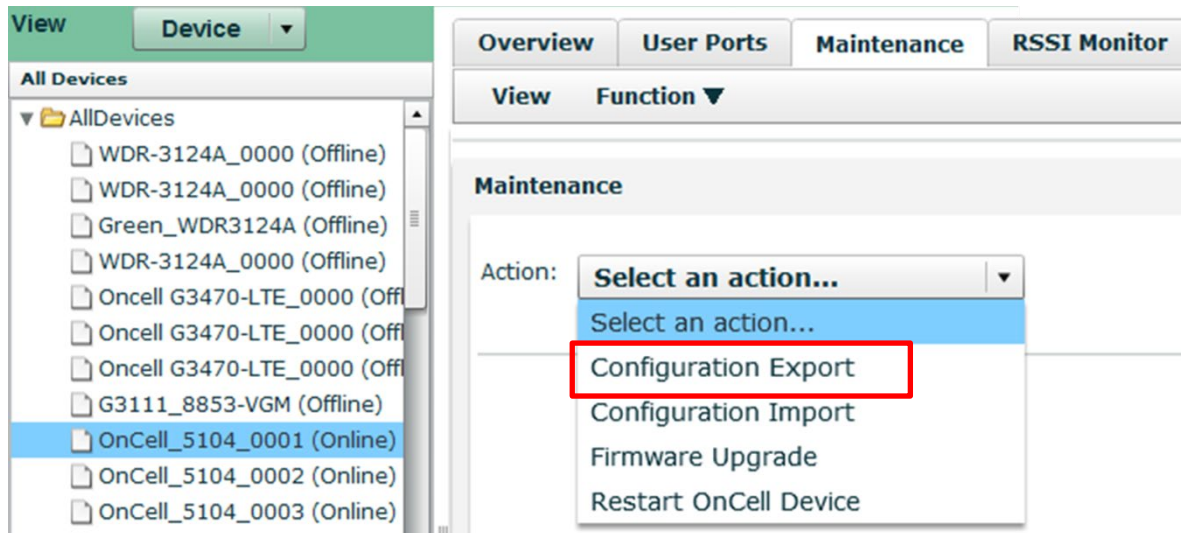 View Device
All Devices
AllDevices
WDR-3124A_0000 (Offline)
WDR-3124A_0000 (Offline)
Green_WDR3124A (Offline)
WDR-3124A_0000 (Offline)
Oncell G3470-LTE_0000 (Offl
Oncell G3470-LTE_0000 (Offl
Oncell G3470-LTE_0000 (Offl
G3111_8853-VGM (Offline)
OnCell_5104_0001 (Online)
OnCell_5104_0002 (Online)
OnCell_5104_0003 (Online)
Overview User Ports Maintenance RSSI Monitor
View Function
Maintenance
Action: Select an action...
Select an action...
Configuration Export
Configuration Import
Firmware Upgrade
Restart OnCell Device